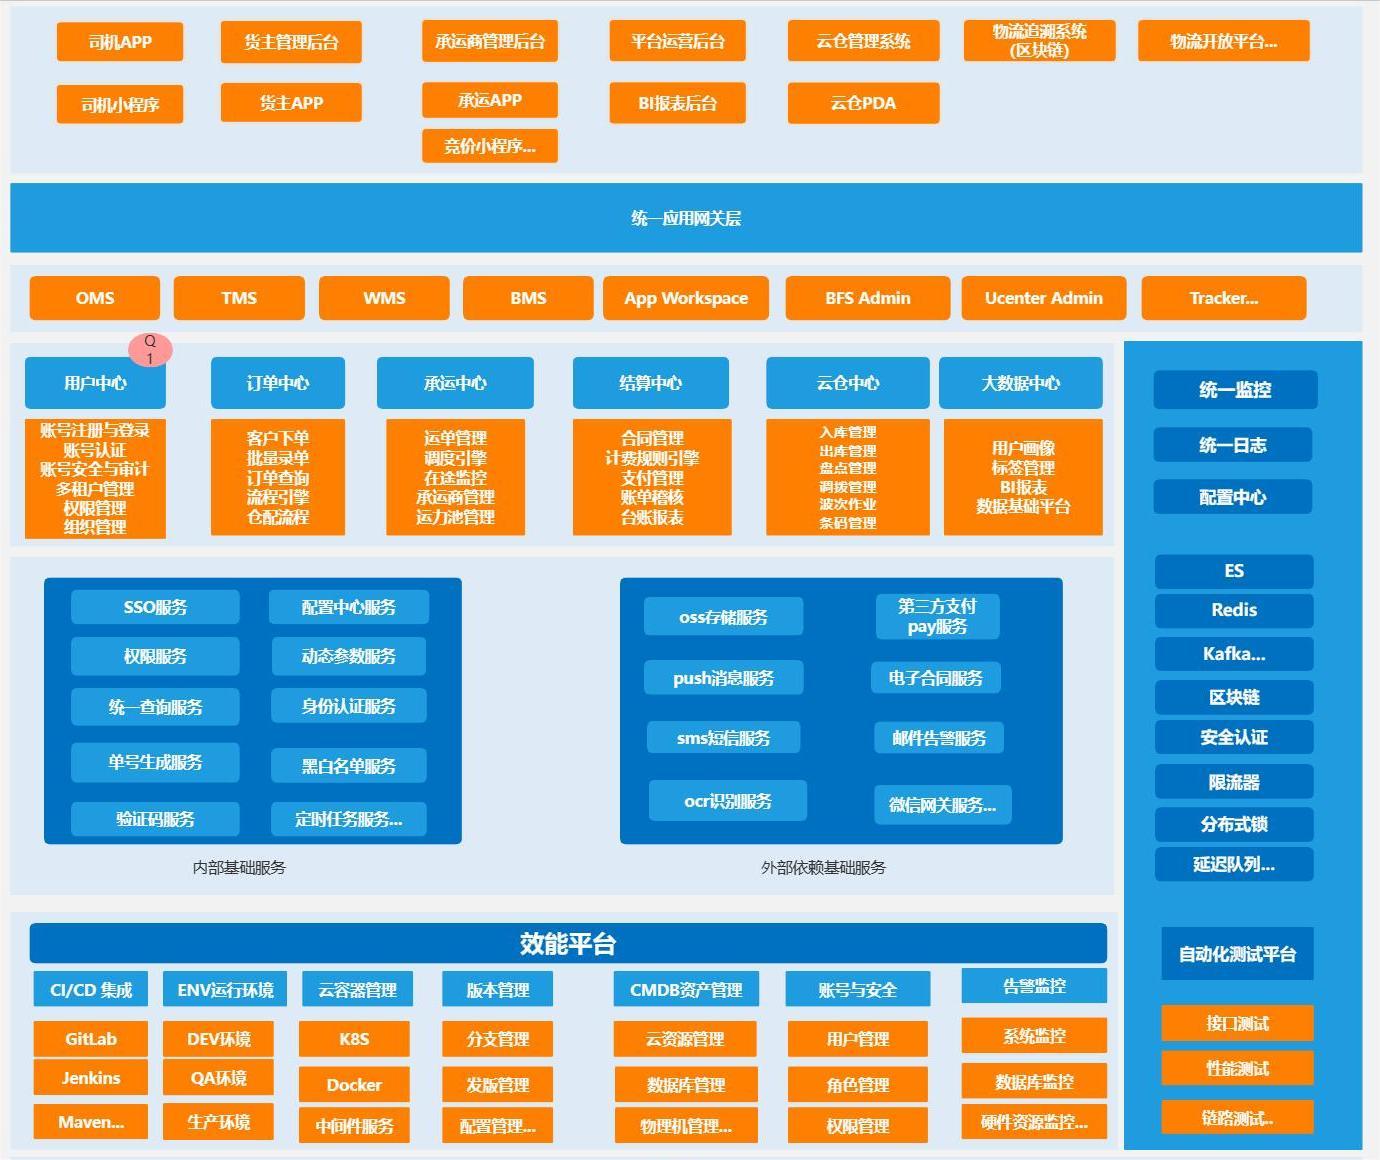 司机APP
货主管理后台
承运商管理后台
平台运营后台
云仓管理系统
物流追溯系统
(区块链)
物流开放平台...
司机小程序
货主APP
承运APP
BI报表后台
云仓PDA
竞价小程序...
统一应用网关层
OMS
TMS
WMS
BMS
App Workspace
BFS Admin
Ucenter Admin
Tracker...
Q
1
用户中心
订单中心
承运中心
结算中心
云仓中心
大数据中心
账号注册与登录
账号认证
账号安全与审计
多租户管理
权限管理
组织管理
客户下单
批量录单
订单查询
流程引擎
仓配流程
运单管理
调度引擎
在途监控
承运商管理
运力池管理
合同管理
计费规则引擎
支付管理
账单稽核
台账报表
入库管理
出库管理
盘点管理
调拨管理
波次作业
条码管理
用户画像
标签管理
BI报表
数据基础平台
SSO服务
配置中心服务
权限服务
动态参数服务
统一查询服务
身份认证服务
单号生成服务
黑白名单服务
验证码服务
定时任务服务...
内部基础服务
oss存储服务
第三方支付
pay服务
push消息服务
电子合同服务
sms短信服务
邮件告警服务
ocr识别服务
微信网关服务...
外部依赖基础服务
统一监控
统一日志
配置中心
ES
Redis
Kafka...
区块链
安全认证
限流器
分布式锁
延迟队列...
自动化测试平台
接口测试
性能测试
链路测试..
效能平台
CI/CD 集成
ENV运行环境
云容器管理
版本管理
CMDB资产管理
账号与安全
告警监控
GitLab
DEV环境
K8S
分支管理
云资源管理
用户管理
系统监控
Jenkins
QA环境
Docker
发版管理
数据库管理
角色管理
数据库监控
Maven...
生产环境
中间件服务
配置管理...
物理机管理...
权限管理
硬件资源监控...